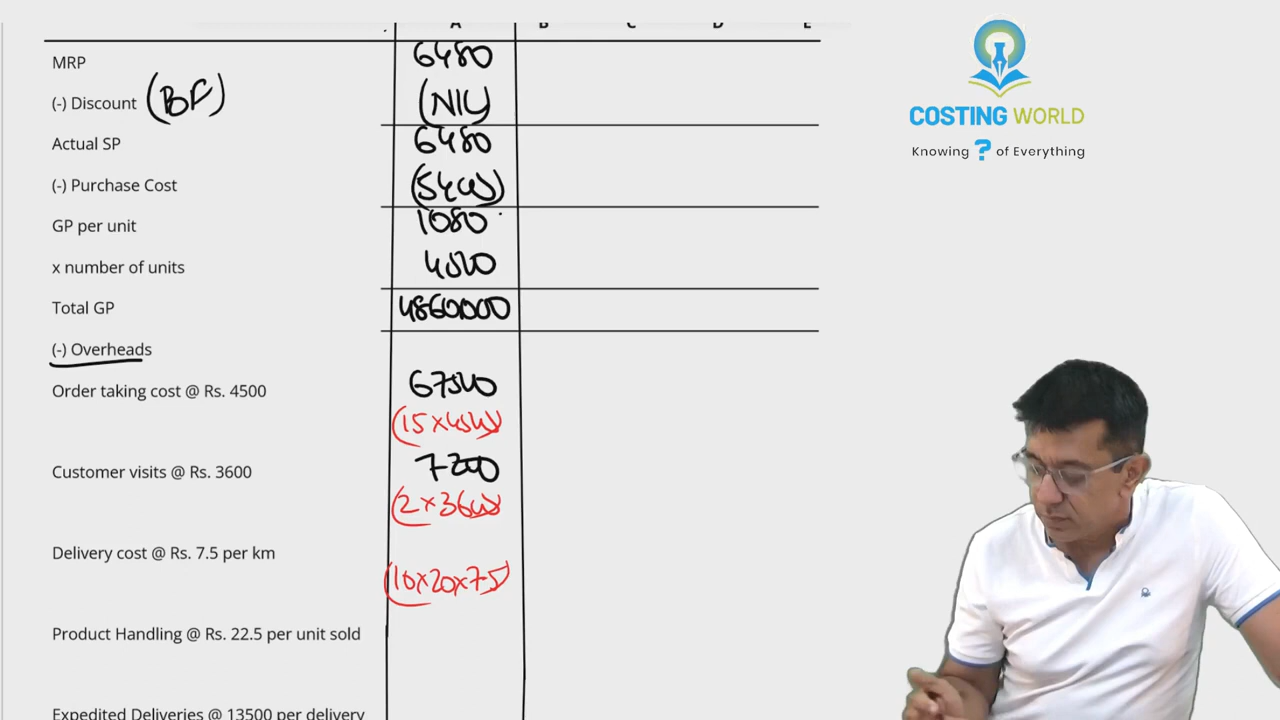 A B C D E
MRP 6480
(-) Discount (BF) (NIL)
Actual SP 6480
(-) Purchase Cost (5400)
GP per unit 1080
x number of units 4500
Total GP 4860000
(-) Overheads
Order taking cost @ Rs. 4500 67500
(15x4500)
Customer visits @ Rs. 3600 7200
(2x3600)
Delivery cost @ Rs. 7.5 per km
(10x20x7.5)
Product Handling @ Rs. 22.5 per unit sold
Expedited Deliveries @ 13500 per delivery
COSTING WORLD
Knowing ? of Everything